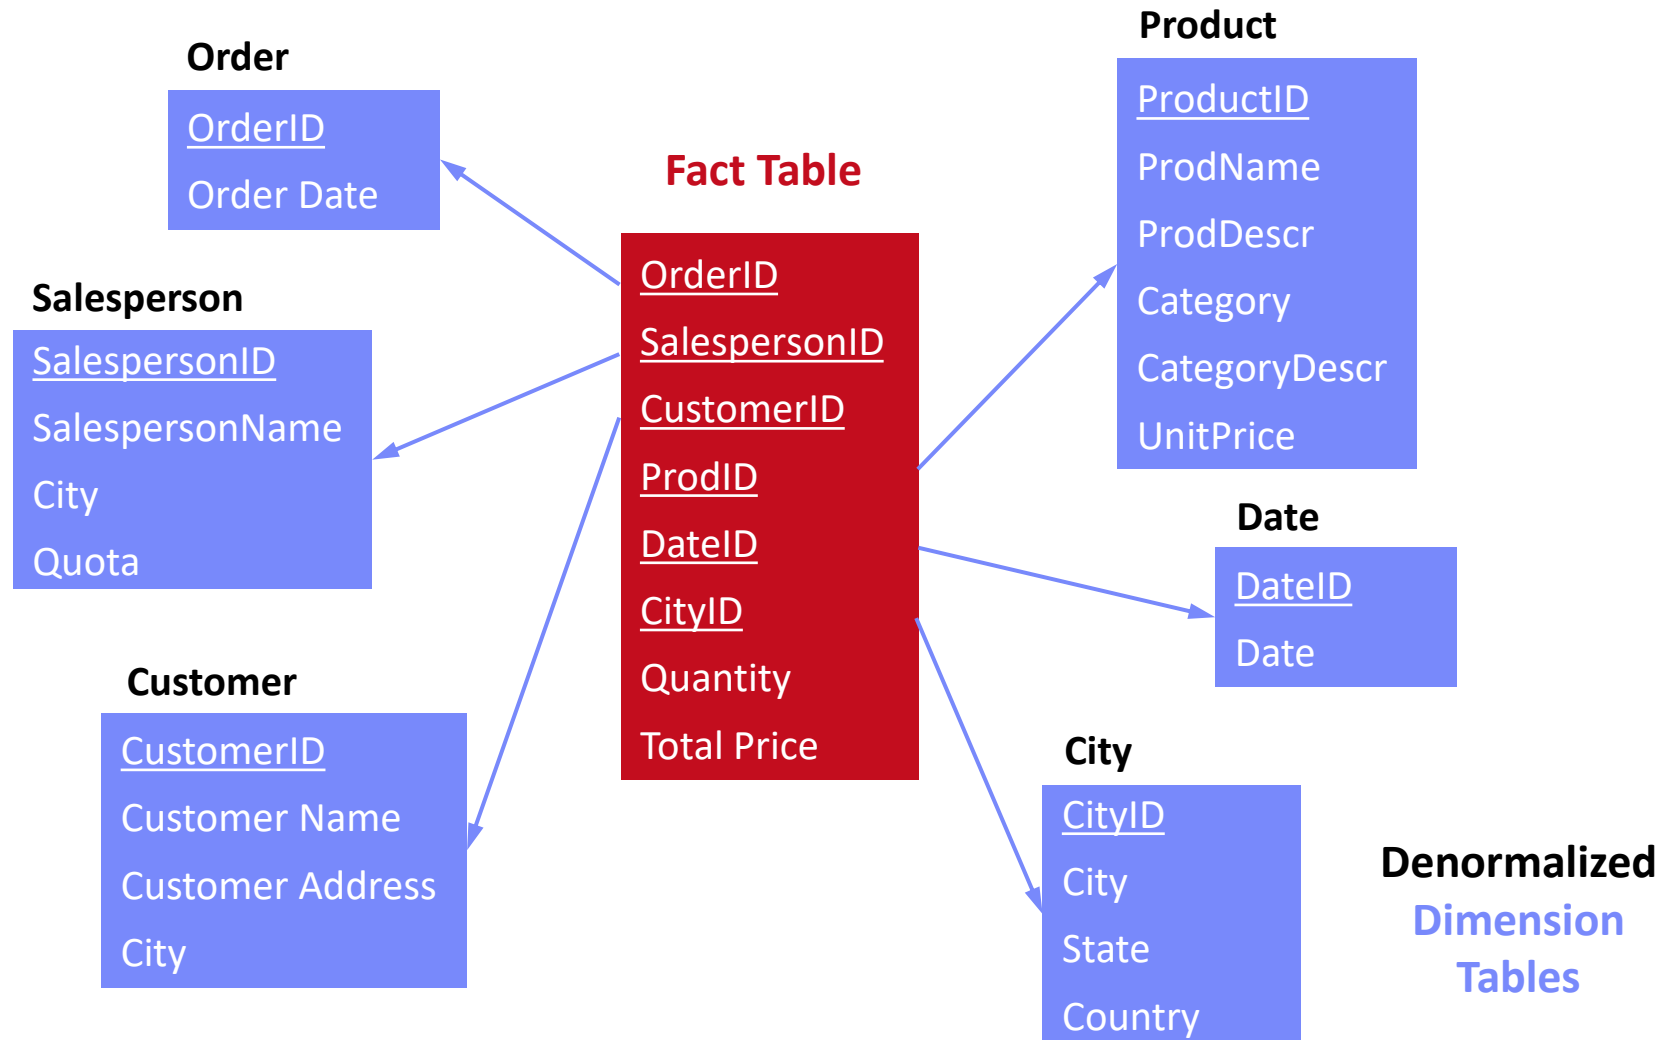 Order
OrderID
Order Date
Salesperson
SalespersonID
SalespersonName
City
Quota
Customer
CustomerID
Customer Name
Customer Address
City
Fact Table
OrderID
SalespersonID
CustomerID
ProdID
DateID
CityID
Quantity
Total Price
Product
ProductID
ProdName
ProdDescr
Category
CategoryDescr
UnitPrice
Date
DateID
Date
City
CityID
City
State
Country
Denormalized
Dimension
Tables